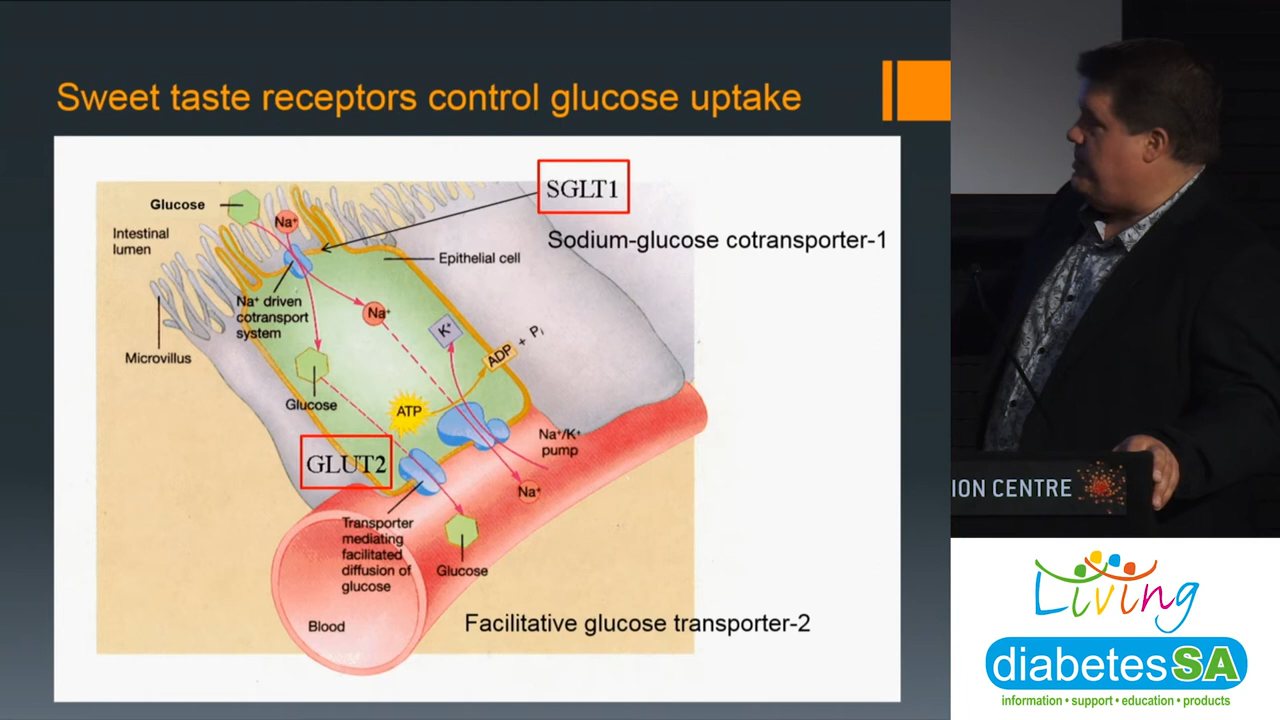 Sweet taste receptors control glucose uptake
SGLT1
Sodium-glucose cotransporter-1
Glucose
Na⁺
Intestinal
lumen
Epithelial cell
Na⁺ driven
cotransport
system
Na⁺
K⁺
ADP + Pᵢ
Microvillus
Glucose
ATP
Na⁺/K⁺
pump
GLUT2
Na⁺
Transporter
mediating
facilitated
diffusion of
glucose
Glucose
Blood
Facilitative glucose transporter-2
ION CENTRE
Living
diabetesSA
information • support • education • products